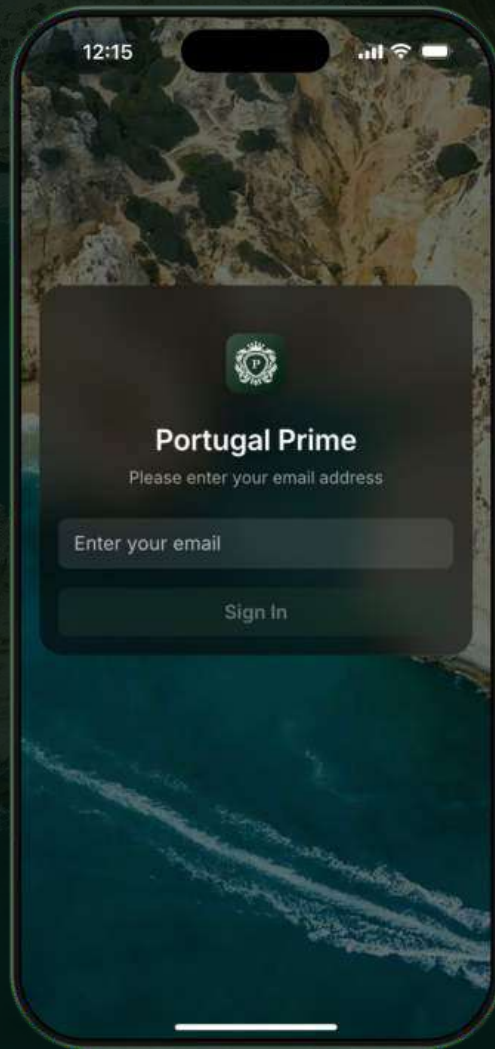 12:15
P
Portugal Prime
Please enter your email address
Enter your email
Sign In